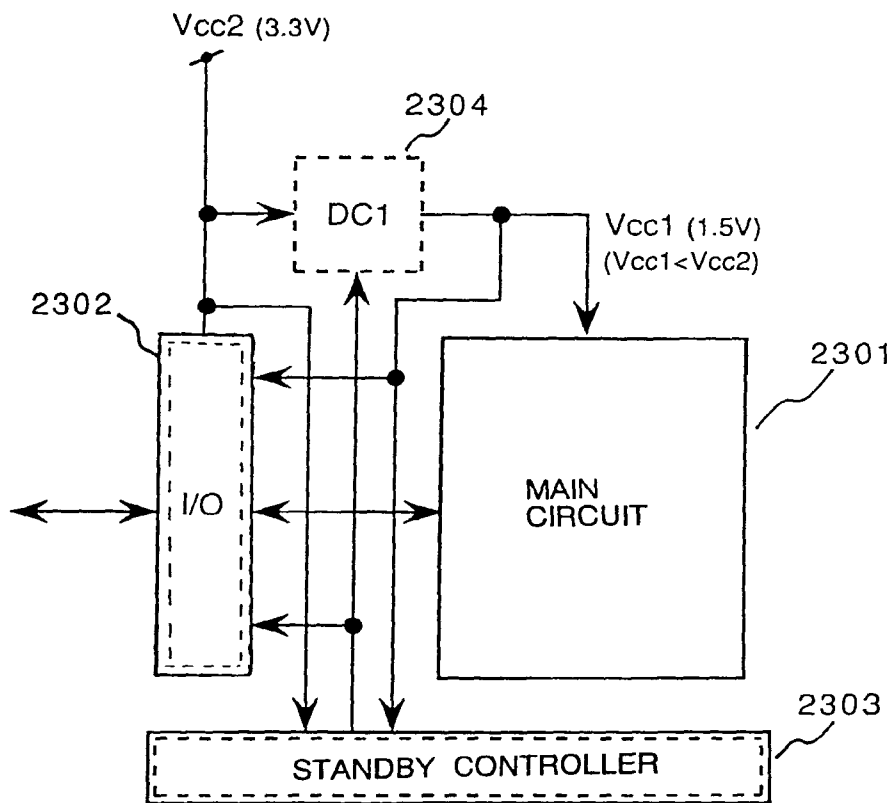 Vcc2 (3.3V)
2304
DC1
Vcc1 (1.5V)
(Vcc1<Vcc2)
2302
2301
I/O
MAIN
CIRCUIT
2303
STANDBY CONTROLLER